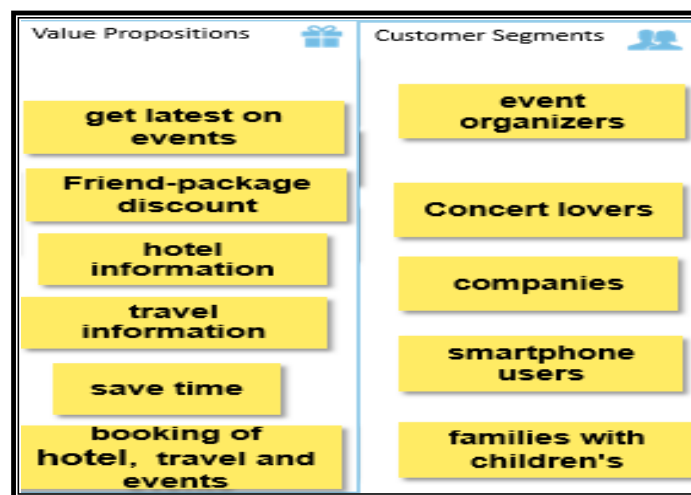 Value Propositions
get latest on
events
Friend-package
discount
hotel
information
travel
information
save time
booking of
hotel, travel and
events
Customer Segments
event
organizers
Concert lovers
companies
smartphone
users
families with
children's